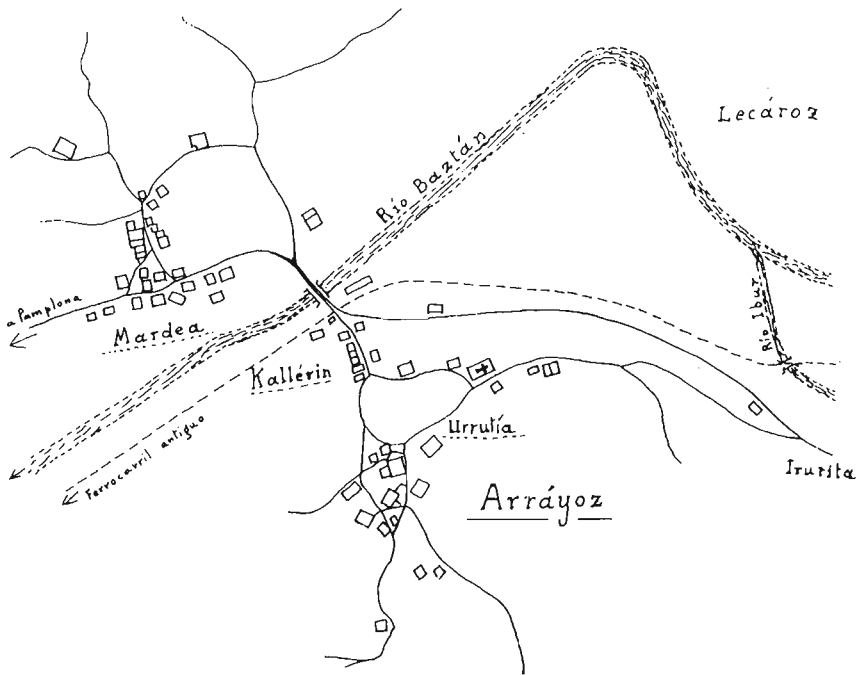 Lecároz
Río Baztán
a Pamplona
Mardea
Río Ibur
Kallérin
Ferrocarril antiguo
Urrutía
Irurita
Arráyoz